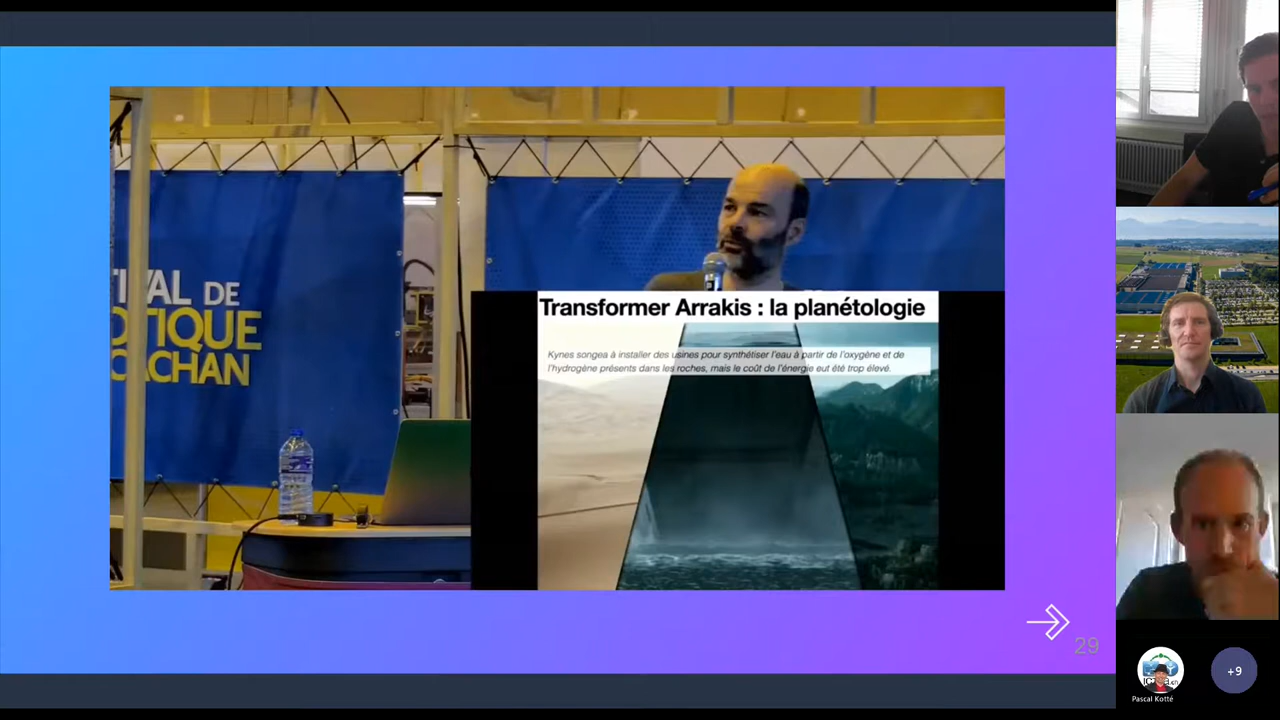 TIVAL DE
OTIQUE
CACHAN
Transformer Arrakis : la planétologie
Kynes songea à installer des usines pour synthétiser l'eau à partir de l'oxygène et de
l'hydrogène présents dans les roches, mais le coût de l'énergie eut été trop élevé.
29
Pascal Kotté
+9